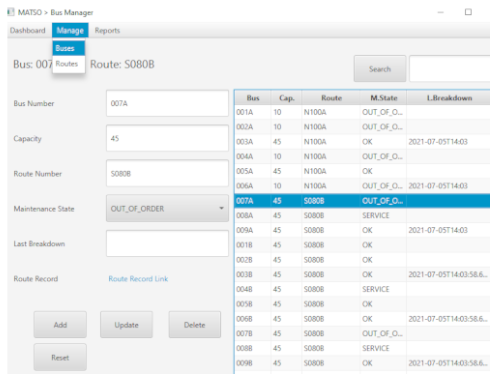 MATSO > Bus Manager
Dashboard Manage Reports
Buses
Routes
Bus: 007 Route: S080B
Search
Bus Number 007A
Capacity 45
Route Number S080B
Maintenance State OUT_OF_ORDER
Last Breakdown
Route Record Route Record Link
Add Update Delete
Reset
Bus Cap. Route M.State L.Breakdown
001A 10 N100A OUT_OF_O...
002A 10 N100A OUT_OF_O...
003A 45 N100A OK 2021-07-05T14:03
004A 10 N100A OUT_OF_O...
005A 45 N100A OK
006A 10 N100A OUT_OF_O... 2021-07-05T14:03
007A 45 S080B OUT_OF_O...
008A 45 S080B SERVICE
009A 45 S080B OK 2021-07-05T14:03
001B 45 S080B OK
002B 45 S080B OK
003B 45 S080B OK 2021-07-05T14:03:58.6...
004B 45 S080B SERVICE
005B 45 S080B OK
006B 45 S080B OK 2021-07-05T14:03:58.6...
007B 45 S080B OUT_OF_O...
008B 45 S080B SERVICE
009B 45 S080B OK 2021-07-05T14:03:58.6...